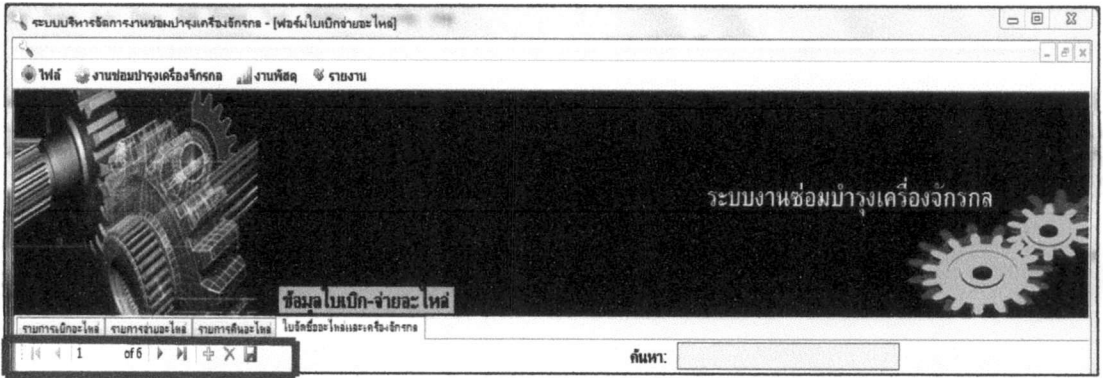 ระบบบริหารจัดการงานซ่อมบำรุงเครื่องจักรกล - [ฟอร์มใบเบิกจ่ายอะไหล่]
ไฟล์ งานซ่อมบำรุงเครื่องจักรกล งานพัสดุ รายงาน
ระบบงานซ่อมบำรุงเครื่องจักรกล
ข้อมูลใบเบิก-จ่ายอะไหล่
รายการเบิกอะไหล่ รายการจ่ายอะไหล่ รายการคืนอะไหล่ ใบจัดซื้ออะไหล่และเครื่องจักรกล
1 of 6 ค้นหา: